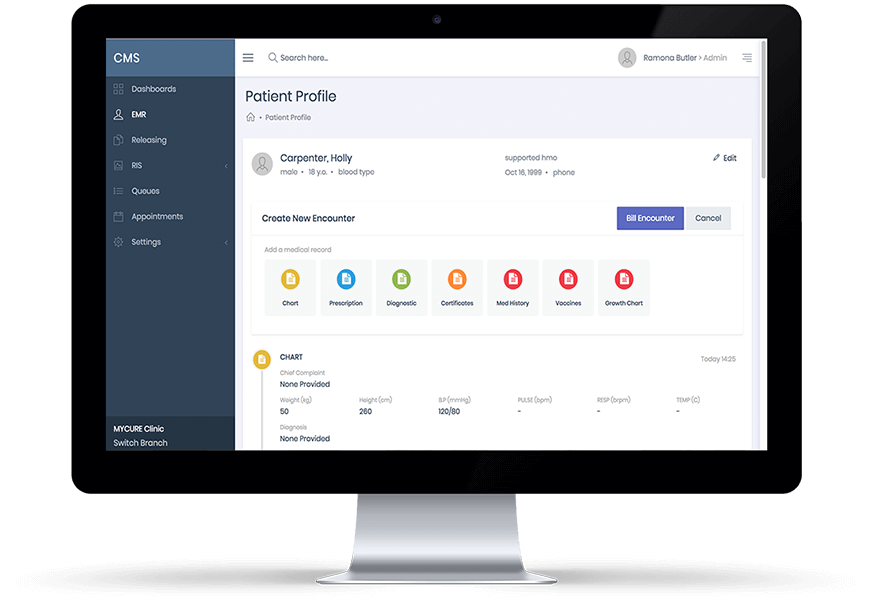 CMS
Search here..
Ramona Butler > Admin
Dashboards
EMR
Releasing
RIS
Queues
Appointments
Settings
MYCURE Clinic
Switch Branch
Patient Profile
• Patient Profile
Carpenter, Holly
male • 18 y.o. • blood type
supported hmo
Oct 16, 1999 • phone
Edit
Create New Encounter
Bill Encounter
Cancel
Add a medical record
Chart
Prescription
Diagnostic
Certificates
Med History
Vaccines
Growth Chart
CHART
Today 14:25
Chief Complaint
None Provided
Weight (kg) Height (cm) B.P (mmHg) PULSE (bpm) RESP (brpm) TEMP (C)
50 260 120/80 - - -
Diagnosis
None Provided